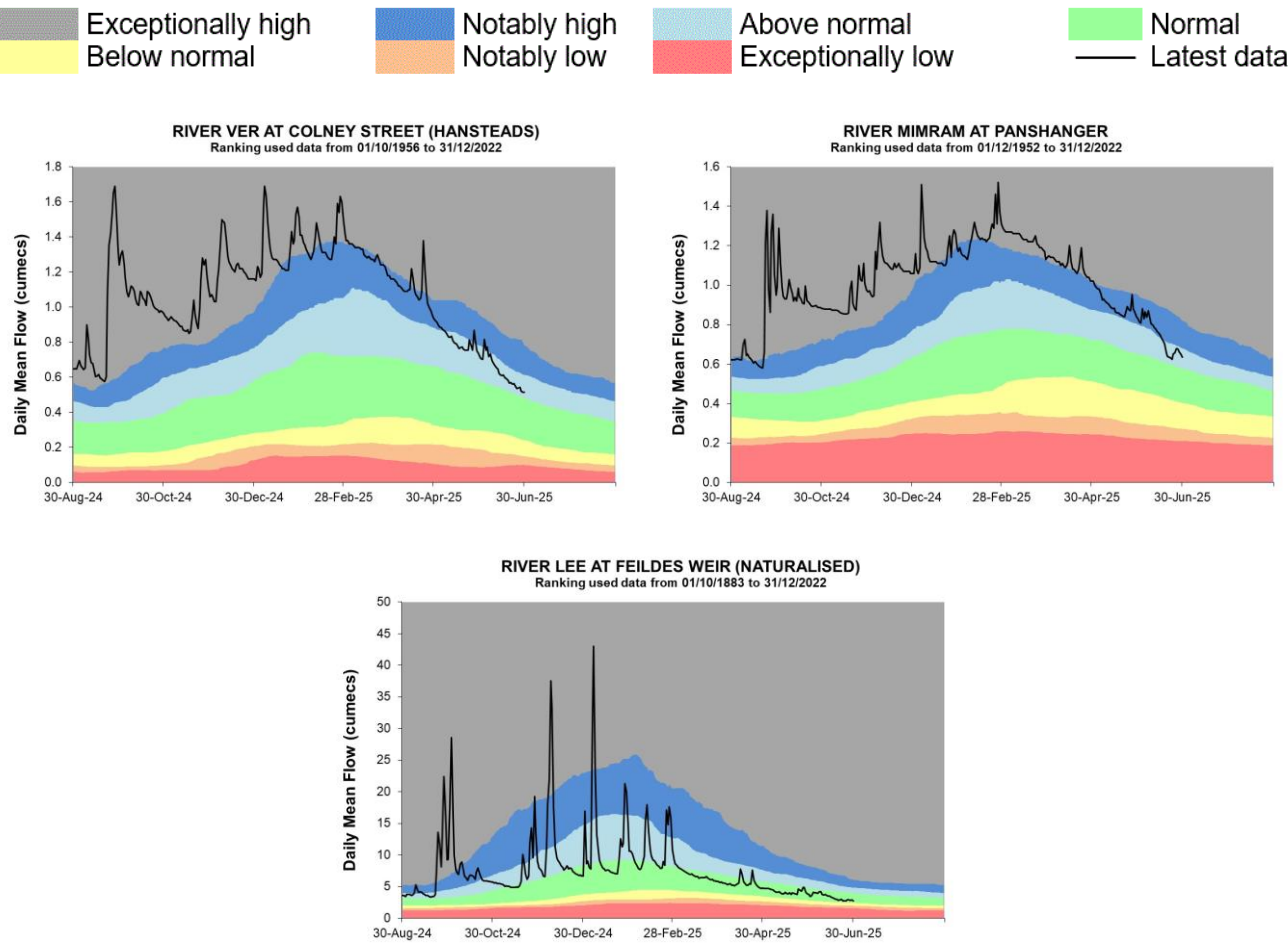 Exceptionally high Notably high Above normal Normal
Below normal Notably low Exceptionally low Latest data
RIVER VER AT COLNEY STREET (HANSTEADS)
Ranking used data from 01/10/1956 to 31/12/2022
Daily Mean Flow (cumecs)
1.8
1.6
1.4
1.2
1.0
0.8
0.6
0.4
0.2
0.0
30-Aug-24 30-Oct-24 30-Dec-24 28-Feb-25 30-Apr-25 30-Jun-25
RIVER MIMRAM AT PANSHANGER
Ranking used data from 01/12/1952 to 31/12/2022
Daily Mean Flow (cumecs)
1.6
1.4
1.2
1.0
0.8
0.6
0.4
0.2
0.0
30-Aug-24 30-Oct-24 30-Dec-24 28-Feb-25 30-Apr-25 30-Jun-25
RIVER LEE AT FEILDES WEIR (NATURALISED)
Ranking used data from 01/10/1883 to 31/12/2022
Daily Mean Flow (cumecs)
50
45
40
35
30
25
20
15
10
5
0
30-Aug-24 30-Oct-24 30-Dec-24 28-Feb-25 30-Apr-25 30-Jun-25